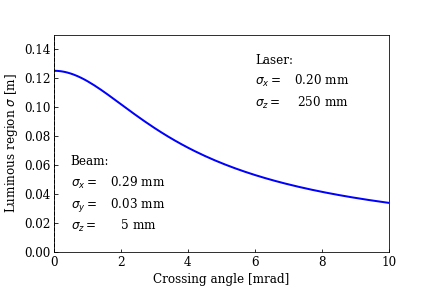 0.14
0.12
0.10
0.08
0.06
0.04
0.02
0.00
Luminous region σ [m]
Laser:
σx = 0.20 mm
σz = 250 mm
Beam:
σx = 0.29 mm
σy = 0.03 mm
σz = 5 mm
0 2 4 6 8 10
Crossing angle [mrad]